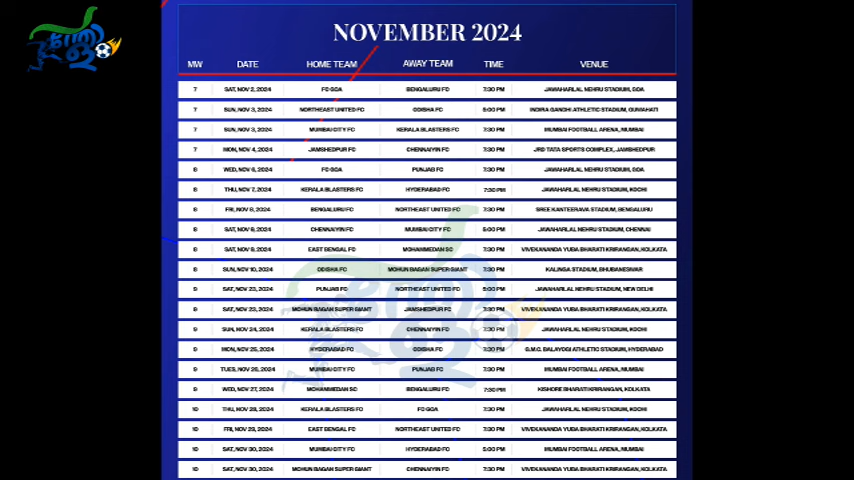 NOVEMBER 2024
MW DATE HOME TEAM AWAY TEAM TIME VENUE
7 SAT, NOV 2, 2024 FC GOA BENGALURU FC 7:30 PM JAWAHARLAL NEHRU STADIUM, GOA
7 SUN, NOV 3, 2024 NORTHEAST UNITED FC ODISHA FC 5:00 PM INDIRA GANDHI ATHLETIC STADIUM, GUWAHATI
7 SUN, NOV 3, 2024 MUMBAI CITY FC KERALA BLASTERS FC 7:30 PM MUMBAI FOOTBALL ARENA, MUMBAI
7 MON, NOV 4, 2024 JAMSHEDPUR FC CHENNAIYIN FC 7:30 PM JRD TATA SPORTS COMPLEX, JAMSHEDPUR
8 WED, NOV 6, 2024 FC GOA PUNJAB FC 7:30 PM JAWAHARLAL NEHRU STADIUM, GOA
8 THU, NOV 7, 2024 KERALA BLASTERS FC HYDERABAD FC 7:30 PM JAWAHARLAL NEHRU STADIUM, KOCHI
8 FRI, NOV 8, 2024 BENGALURU FC NORTHEAST UNITED FC 7:30 PM SREE KANTEERAVA STADIUM, BENGALURU
8 SAT, NOV 9, 2024 CHENNAIYIN FC MUMBAI CITY FC 5:00 PM JAWAHARLAL NEHRU STADIUM, CHENNAI
8 SAT, NOV 9, 2024 EAST BENGAL FC MOHAMMEDAN SC 7:30 PM VIVEKANANDA YUBA BHARATI KRIRANGAN, KOLKATA
8 SUN, NOV 10, 2024 ODISHA FC MOHUN BAGAN SUPER GIANT 7:30 PM KALINGA STADIUM, BHUBANESWAR
9 SAT, NOV 23, 2024 PUNJAB FC NORTHEAST UNITED FC 5:00 PM JAWAHARLAL NEHRU STADIUM, NEW DELHI
9 SAT, NOV 23, 2024 MOHUN BAGAN SUPER GIANT JAMSHEDPUR FC 7:30 PM VIVEKANANDA YUBA BHARATI KRIRANGAN, KOLKATA
9 SUN, NOV 24, 2024 KERALA BLASTERS FC CHENNAIYIN FC 7:30 PM JAWAHARLAL NEHRU STADIUM, KOCHI
9 MON, NOV 25, 2024 HYDERABAD FC ODISHA FC 7:30 PM G.M.C. BALAYOGI ATHLETIC STADIUM, HYDERABAD
9 TUES, NOV 26, 2024 MUMBAI CITY FC PUNJAB FC 7:30 PM MUMBAI FOOTBALL ARENA, MUMBAI
9 WED, NOV 27, 2024 MOHAMMEDAN SC BENGALURU FC 7:30 PM KISHORE BHARATI KRIRANGAN, KOLKATA
10 THU, NOV 28, 2024 KERALA BLASTERS FC FC GOA 7:30 PM JAWAHARLAL NEHRU STADIUM, KOCHI
10 FRI, NOV 29, 2024 EAST BENGAL FC NORTHEAST UNITED FC 7:30 PM VIVEKANANDA YUBA BHARATI KRIRANGAN, KOLKATA
10 SAT, NOV 30, 2024 MUMBAI CITY FC HYDERABAD FC 5:00 PM MUMBAI FOOTBALL ARENA, MUMBAI
10 SAT, NOV 30, 2024 MOHUN BAGAN SUPER GIANT CHENNAIYIN FC 7:30 PM VIVEKANANDA YUBA BHARATI KRIRANGAN, KOLKATA